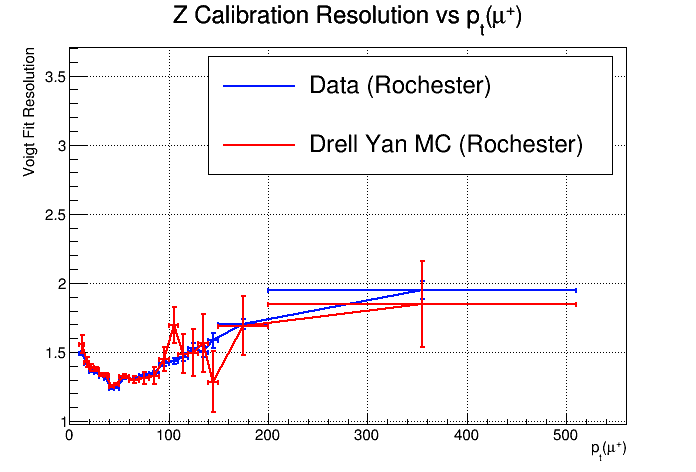 Z Calibration Resolution vs p_t(μ⁺)
Voigt Fit Resolution
Data (Rochester)
Drell Yan MC (Rochester)
3.5
3
2.5
2
1.5
1
0 100 200 300 400 500
p_t(μ⁺)